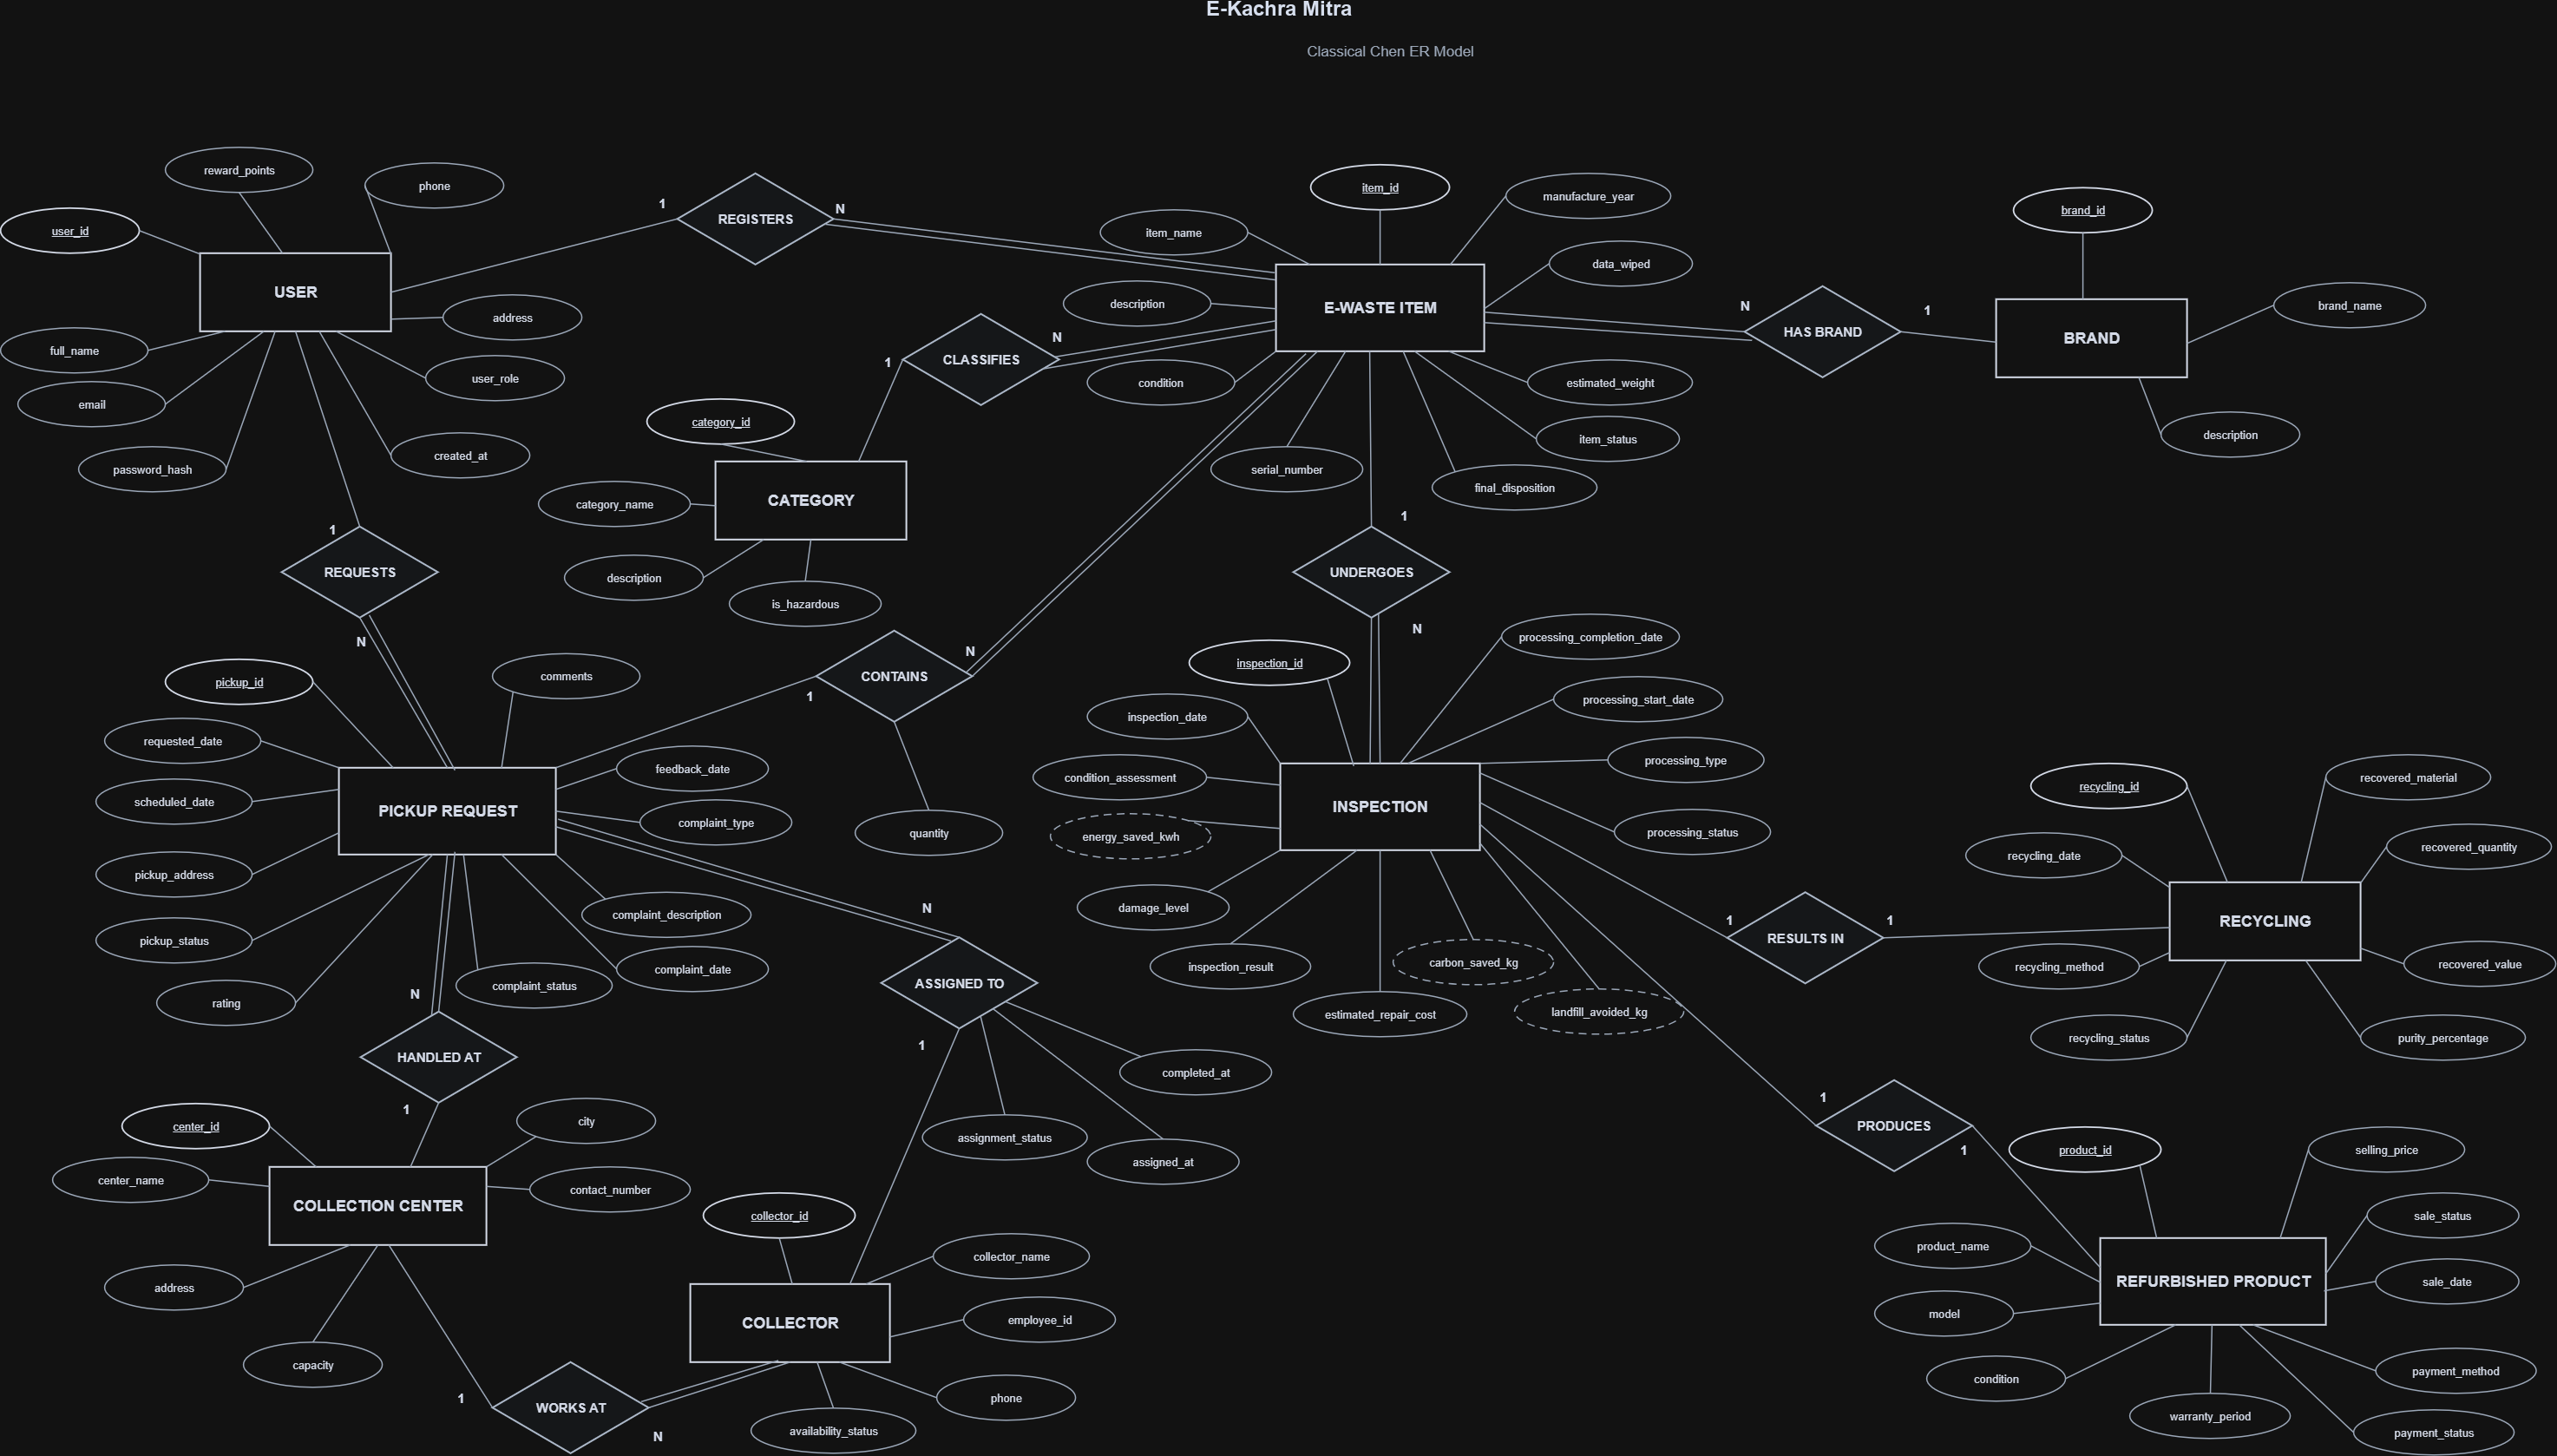 E-Kachra Mitra
Classical Chen ER Model
reward_points
phone
user_id
USER
address
full_name
user_role
email
created_at
password_hash
1
REGISTERS
N
item_id
manufacture_year
item_name
data_wiped
description
E-WASTE ITEM
condition
estimated_weight
item_status
serial_number
final_disposition
N
HAS BRAND
1
brand_id
BRAND
brand_name
description
1
CLASSIFIES
N
category_id
CATEGORY
category_name
description
is_hazardous
1
REQUESTS
N
1
UNDERGOES
N
pickup_id
comments
requested_date
feedback_date
scheduled_date
PICKUP REQUEST
complaint_type
pickup_address
complaint_description
pickup_status
complaint_date
rating
complaint_status
1
CONTAINS
N
quantity
inspection_id
processing_completion_date
inspection_date
processing_start_date
condition_assessment
processing_type
INSPECTION
energy_saved_kwh
processing_status
damage_level
inspection_result
carbon_saved_kg
estimated_repair_cost
landfill_avoided_kg
1
RESULTS IN
1
recycling_id
recovered_material
recycling_date
recovered_quantity
RECYCLING
recycling_method
recovered_value
recycling_status
purity_percentage
N
ASSIGNED TO
1
completed_at
assignment_status
assigned_at
N
HANDLED AT
1
center_id
city
center_name
contact_number
COLLECTION CENTER
address
capacity
1
WORKS AT
N
collector_id
collector_name
COLLECTOR
employee_id
phone
availability_status
1
PRODUCES
1
product_id
selling_price
product_name
sale_status
REFURBISHED PRODUCT
sale_date
model
condition
payment_method
warranty_period
payment_status